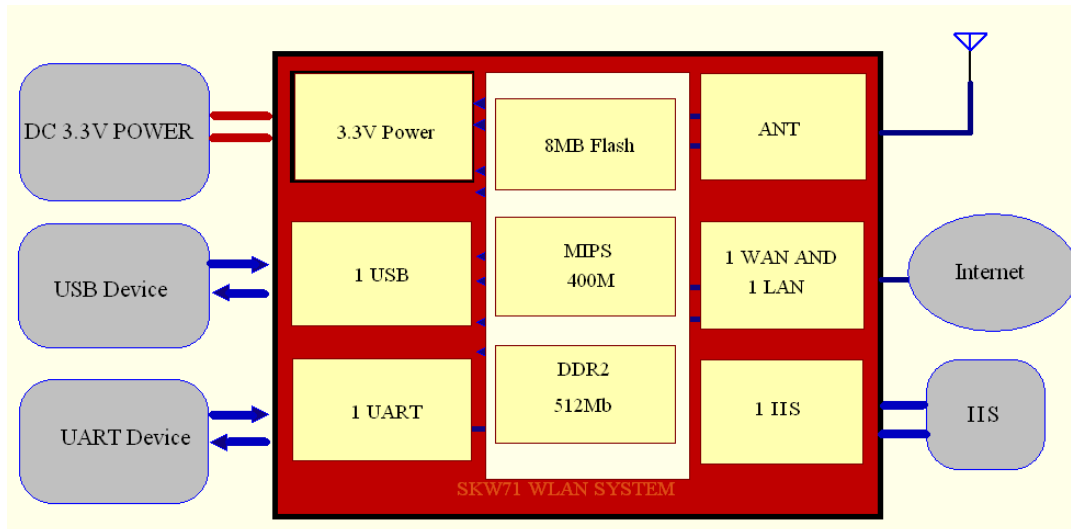 DC 3.3V POWER
USB Device
UART Device
3.3V Power
1 USB
1 UART
8MB Flash
MIPS
400M
DDR2
512Mb
ANT
1 WAN AND
1 LAN
1 IIS
Internet
IIS
SKW71 WLAN SYSTEM